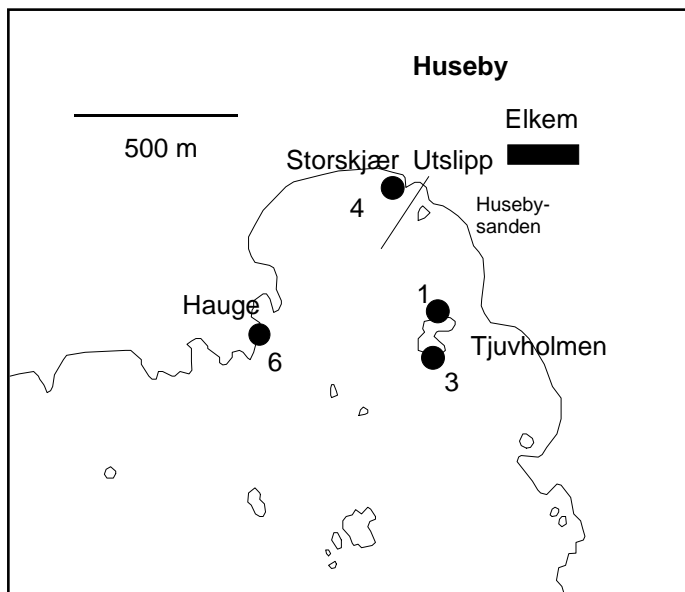 Huseby
Elkem
500 m
Storskjær Utslipp
4
Huseby-
sanden
1
Hauge
Tjuvholmen
6
3